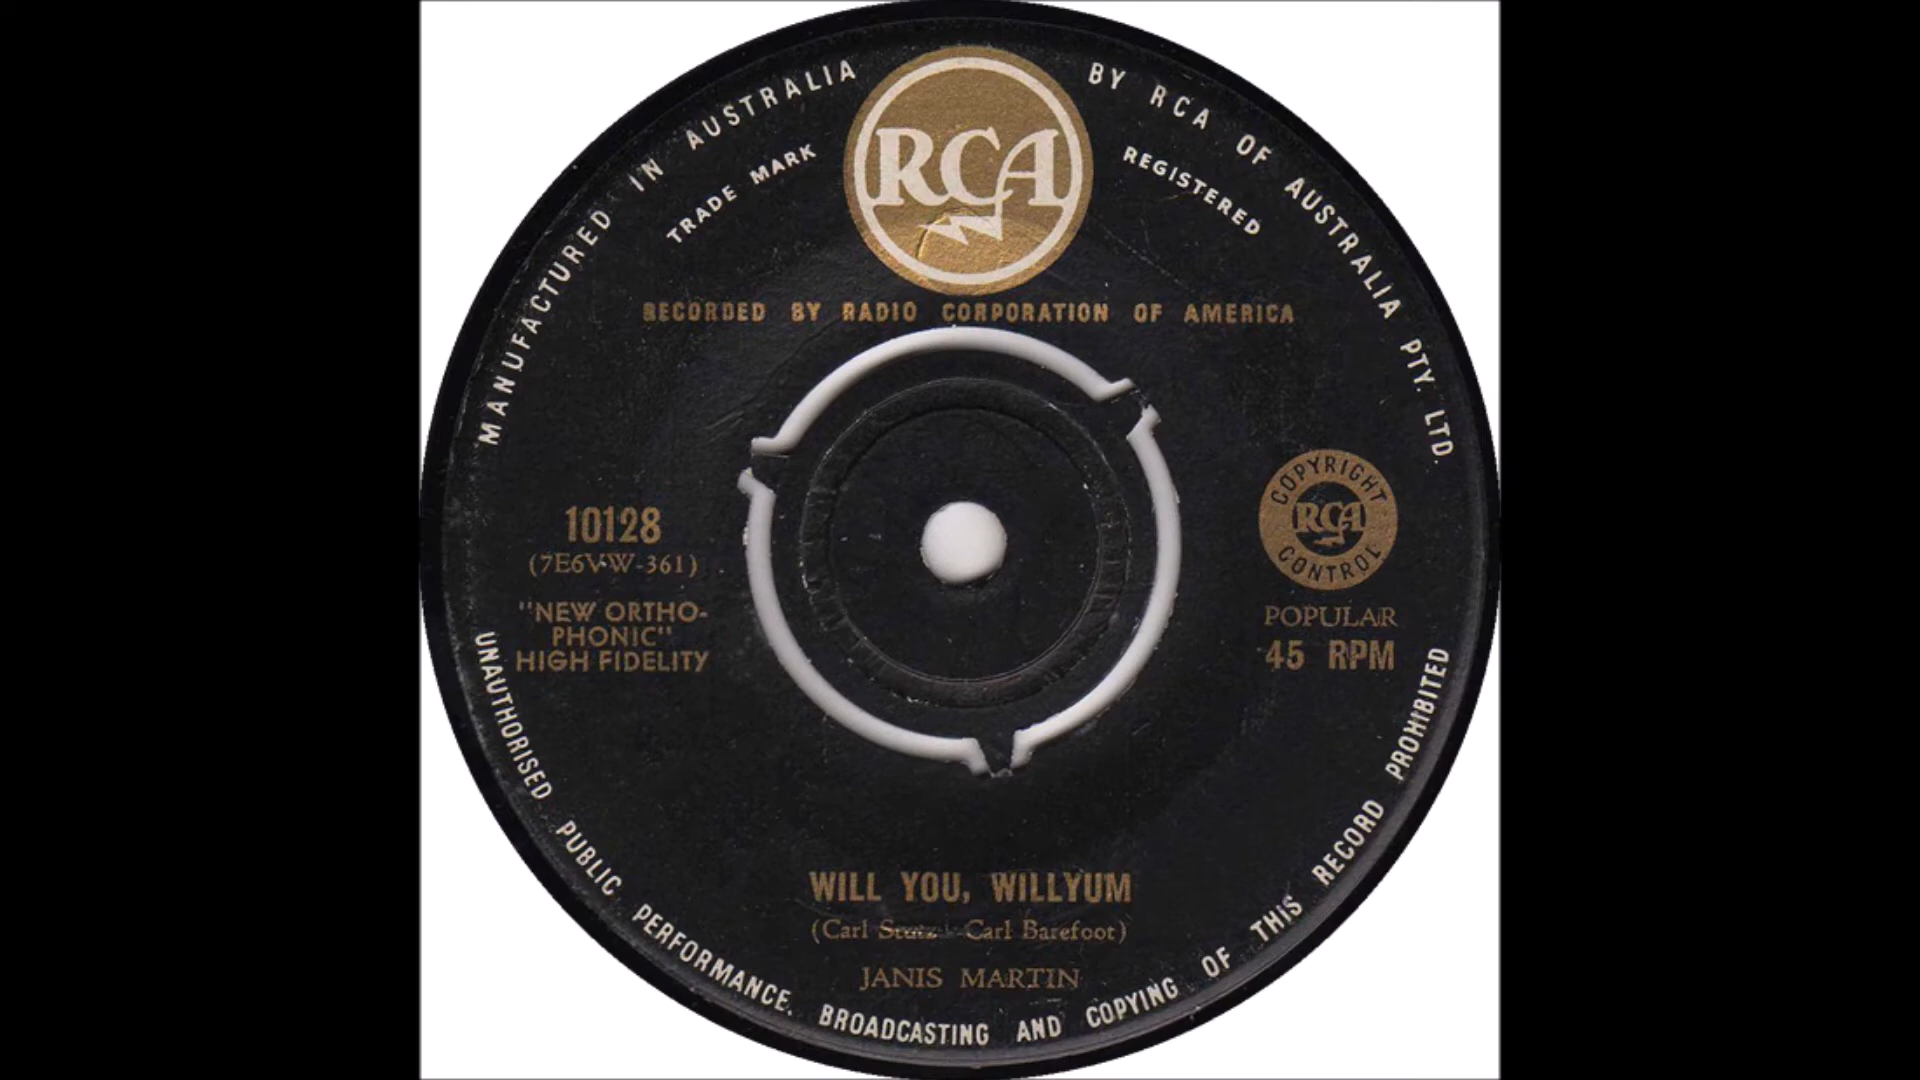 MANUFACTURED IN AUSTRALIA BY RCA OF AUSTRALIA PTY. LTD.
TRADE MARK REGISTERED
RCA
RECORDED BY RADIO CORPORATION OF AMERICA
10128
(7E6VW-361)
"NEW ORTHO-
PHONIC"
HIGH FIDELITY
COPYRIGHT
RCA
CONTROL
POPULAR
45 RPM
WILL YOU, WILLYUM
(Carl Stutz - Carl Barefoot)
JANIS MARTIN
UNAUTHORISED PUBLIC PERFORMANCE, BROADCASTING AND COPYING OF THIS RECORD PROHIBITED